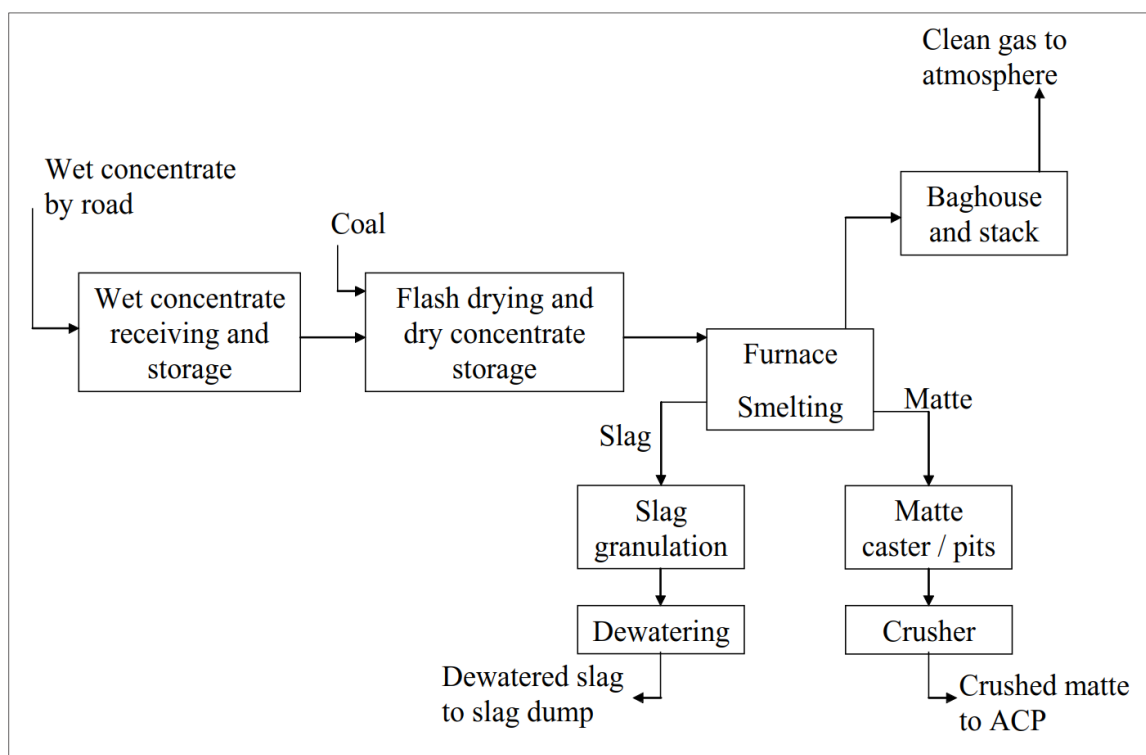 Clean gas to
atmosphere
Wet concentrate
by road
Coal
Baghouse
and stack
Wet concentrate
receiving and
storage
Flash drying and
dry concentrate
storage
Furnace
Smelting
Slag
Matte
Slag
granulation
Matte
caster / pits
Dewatering
Crusher
Dewatered slag
to slag dump
Crushed matte
to ACP